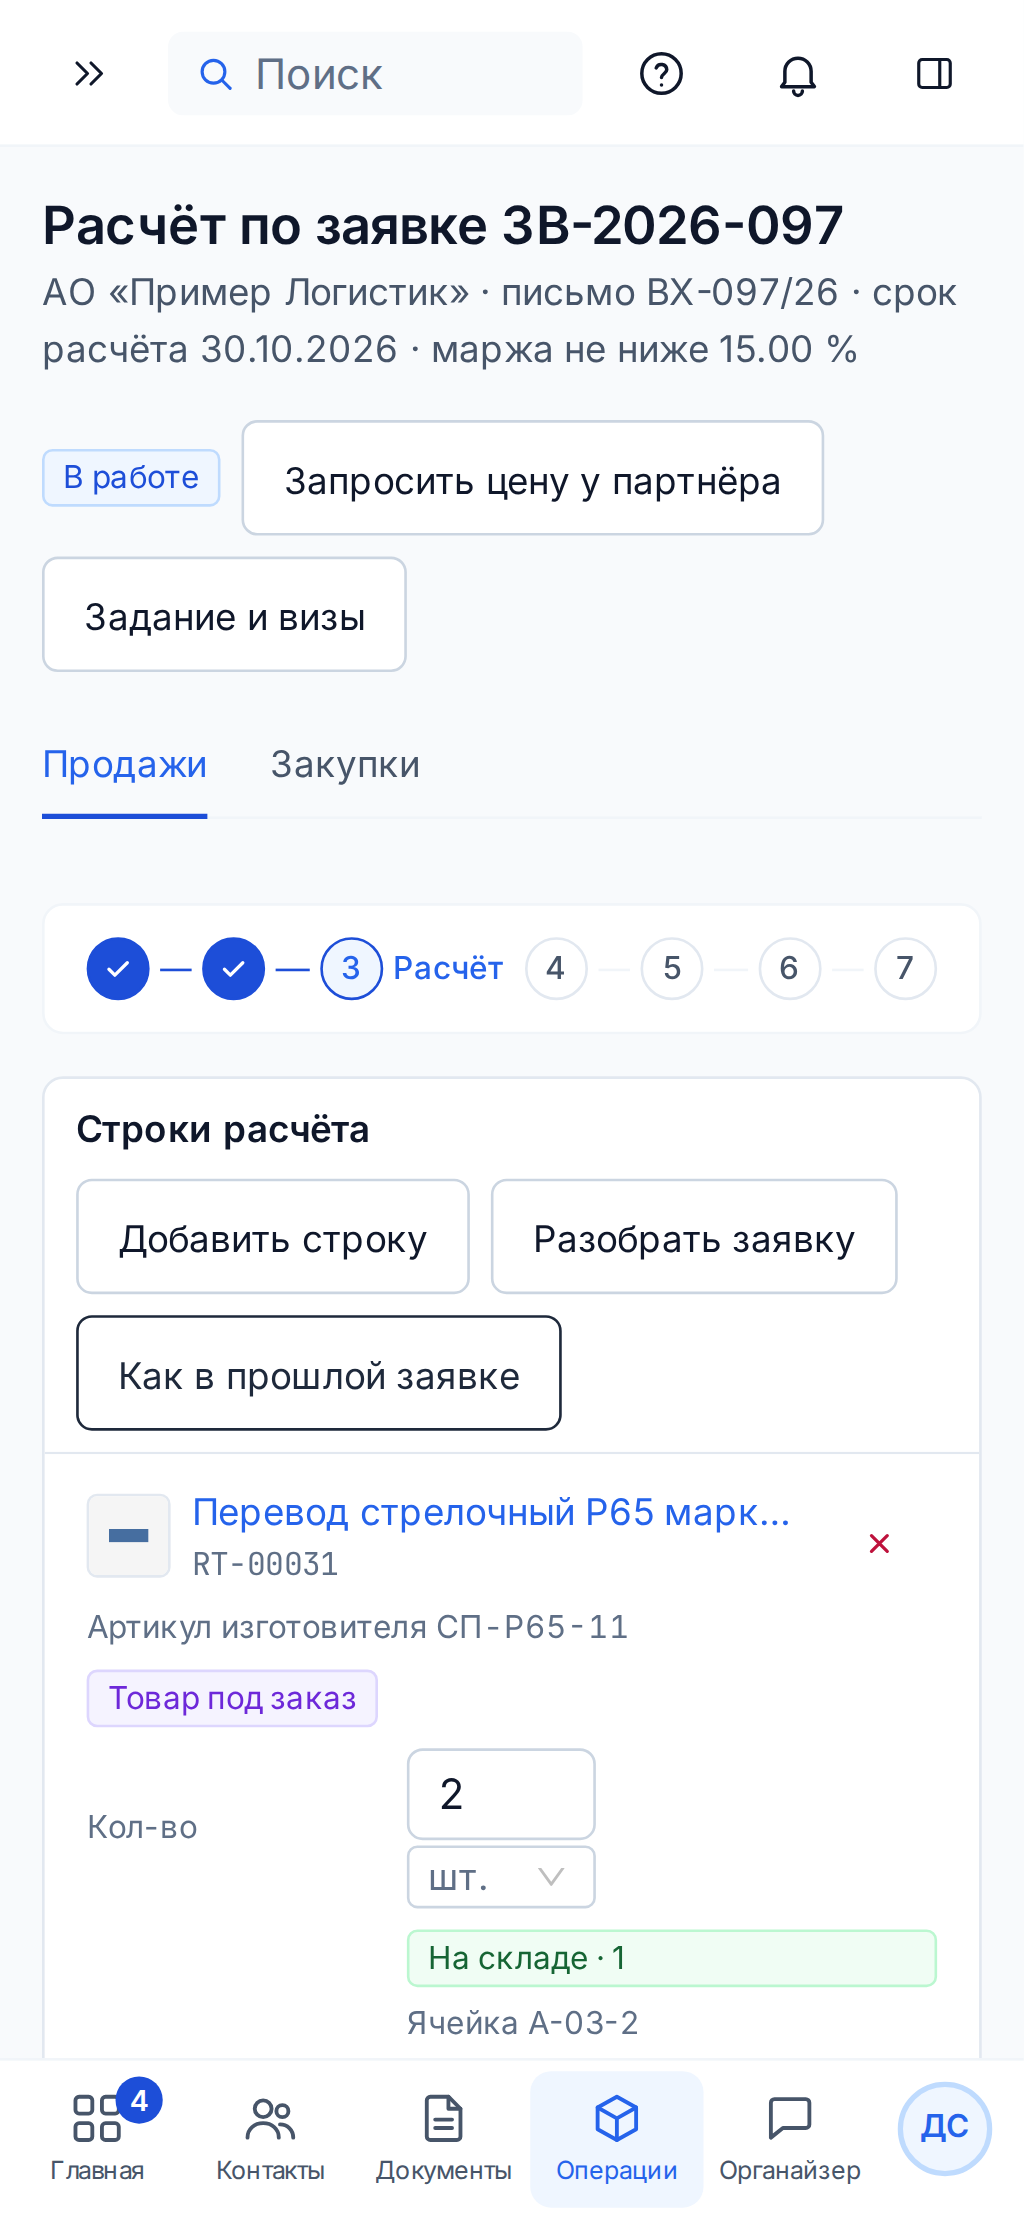 Поиск
Расчёт по заявке ЗВ-2026-097
АО «Пример Логистик» · письмо ВХ-097/26 · срок
расчёта 30.10.2026 · маржа не ниже 15.00 %
В работе
Запросить цену у партнёра
Задание и визы
Продажи
Закупки
3 Расчёт 4 5 6 7
Строки расчёта
Добавить строку
Разобрать заявку
Как в прошлой заявке
Перевод стрелочный Р65 марк...
RT-00031
Артикул изготовителя СП-Р65-11
Товар под заказ
Кол-во
2
шт.
На складе · 1
Ячейка А-03-2
4
Главная
Контакты
Документы
Операции
Органайзер
ДС